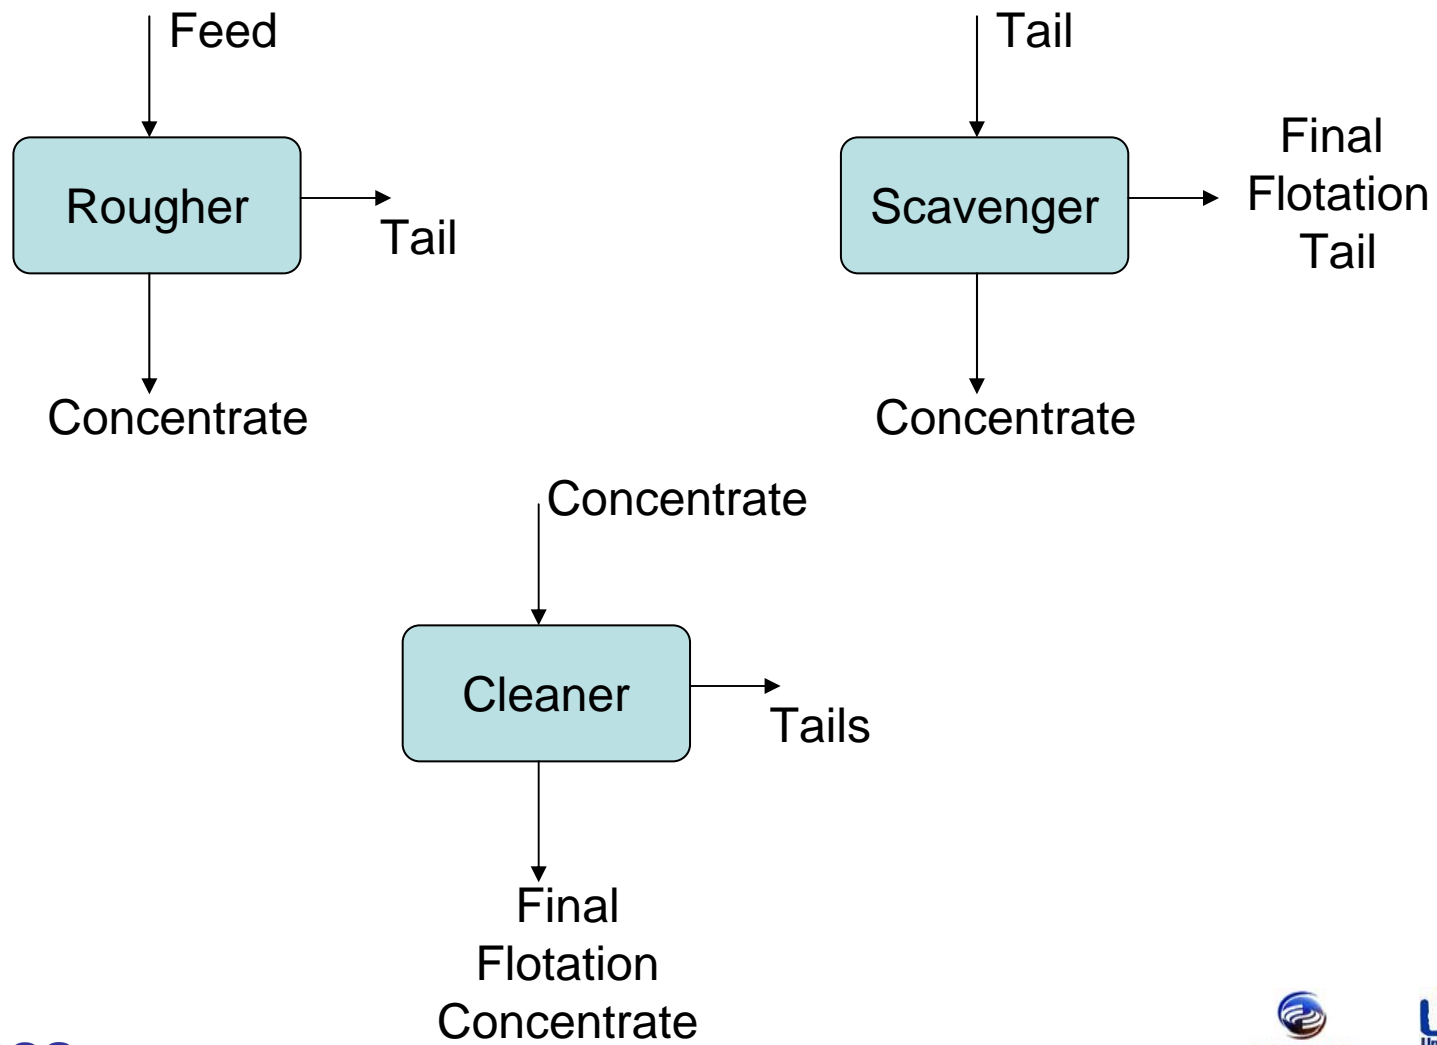 Feed
Tail
Rougher
Tail
Concentrate
Scavenger
Final
Flotation
Tail
Concentrate
Concentrate
Cleaner
Tails
Final
Flotation
Concentrate